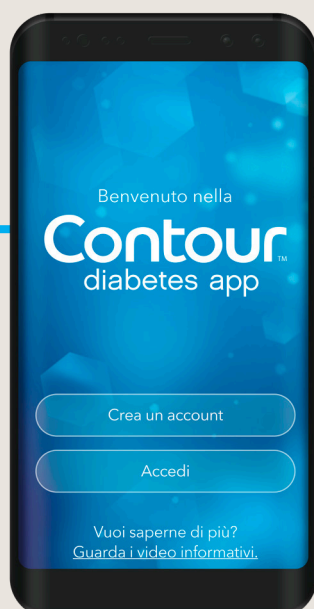 Benvenuto nella
Contour™
diabetes app
Crea un account
Accedi
Vuoi saperne di più?
Guarda i video informativi.